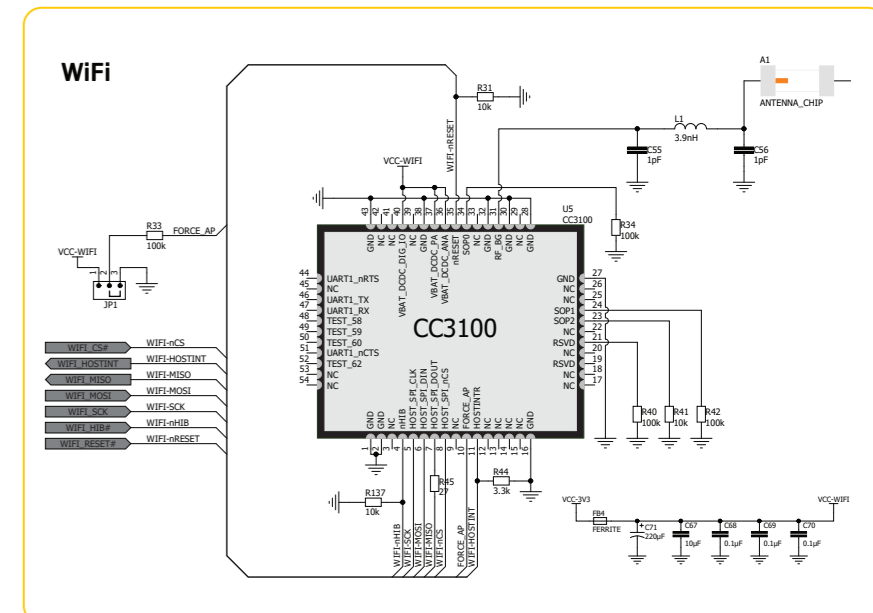 WiFi
A1
ANTENNA_CHIP
R31
10k
L1
3.9nH
C55
1pF
C56
1pF
WIFI-nRESET
VCC-WIFI
U5
CC3100
R34
100k
R33
100k
FORCE_AP
VCC-WIFI
1
2
3
JP1
43
42
41
40
39
38
37
36
35
34
33
32
31
30
29
28
GND
NC
NC
VBAT_DCDC_DIG_IO
NC
GND
VBAT_DCDC_PA
VBAT_DCDC_ANA
nRESET
SOP0
NC
GND
RF_BG
GND
NC
GND
44 UART1_nRTS
45 NC
46 UART1_TX
47 UART1_RX
48 TEST_58
49 TEST_59
50 TEST_60
51 UART1_nCTS
52 TEST_62
53 NC
54 NC
CC3100
GND 27
NC 26
NC 25
SOP1 24
SOP2 23
NC 22
RSVD 21
NC 20
RSVD 19
NC 18
NC 17
WIFI_CS# WIFI-nCS
WIFI_HOSTINT WIFI-HOSTINT
WIFI_MISO WIFI-MISO
WIFI_MOSI WIFI-MOSI
WIFI_SCK WIFI-SCK
WIFI_HIB# WIFI-nHIB
WIFI_RESET# WIFI-nRESET
GND
GND
NC
nHIB
HOST_SPI_CLK
HOST_SPI_DIN
HOST_SPI_DOUT
HOST_SPI_nCS
NC
FORCE_AP
HOSTINTR
NC
NC
NC
NC
GND
1
2
3
4
5
6
7
8
9
10
11
12
13
14
15
16
R40
100k
R41
10k
R42
100k
R44
3.3k
R45
27
R137
10k
WIFI-nHIB
WIFI-SCK
WIFI-MOSI
WIFI-MISO
WIFI-nCS
FORCE_AP
WIFI-HOSTINT
VCC-3V3
VCC-WIFI
FB4
FERRITE
+
C71
220µF
C67
10µF
C68
0.1µF
C69
0.1µF
C70
0.1µF